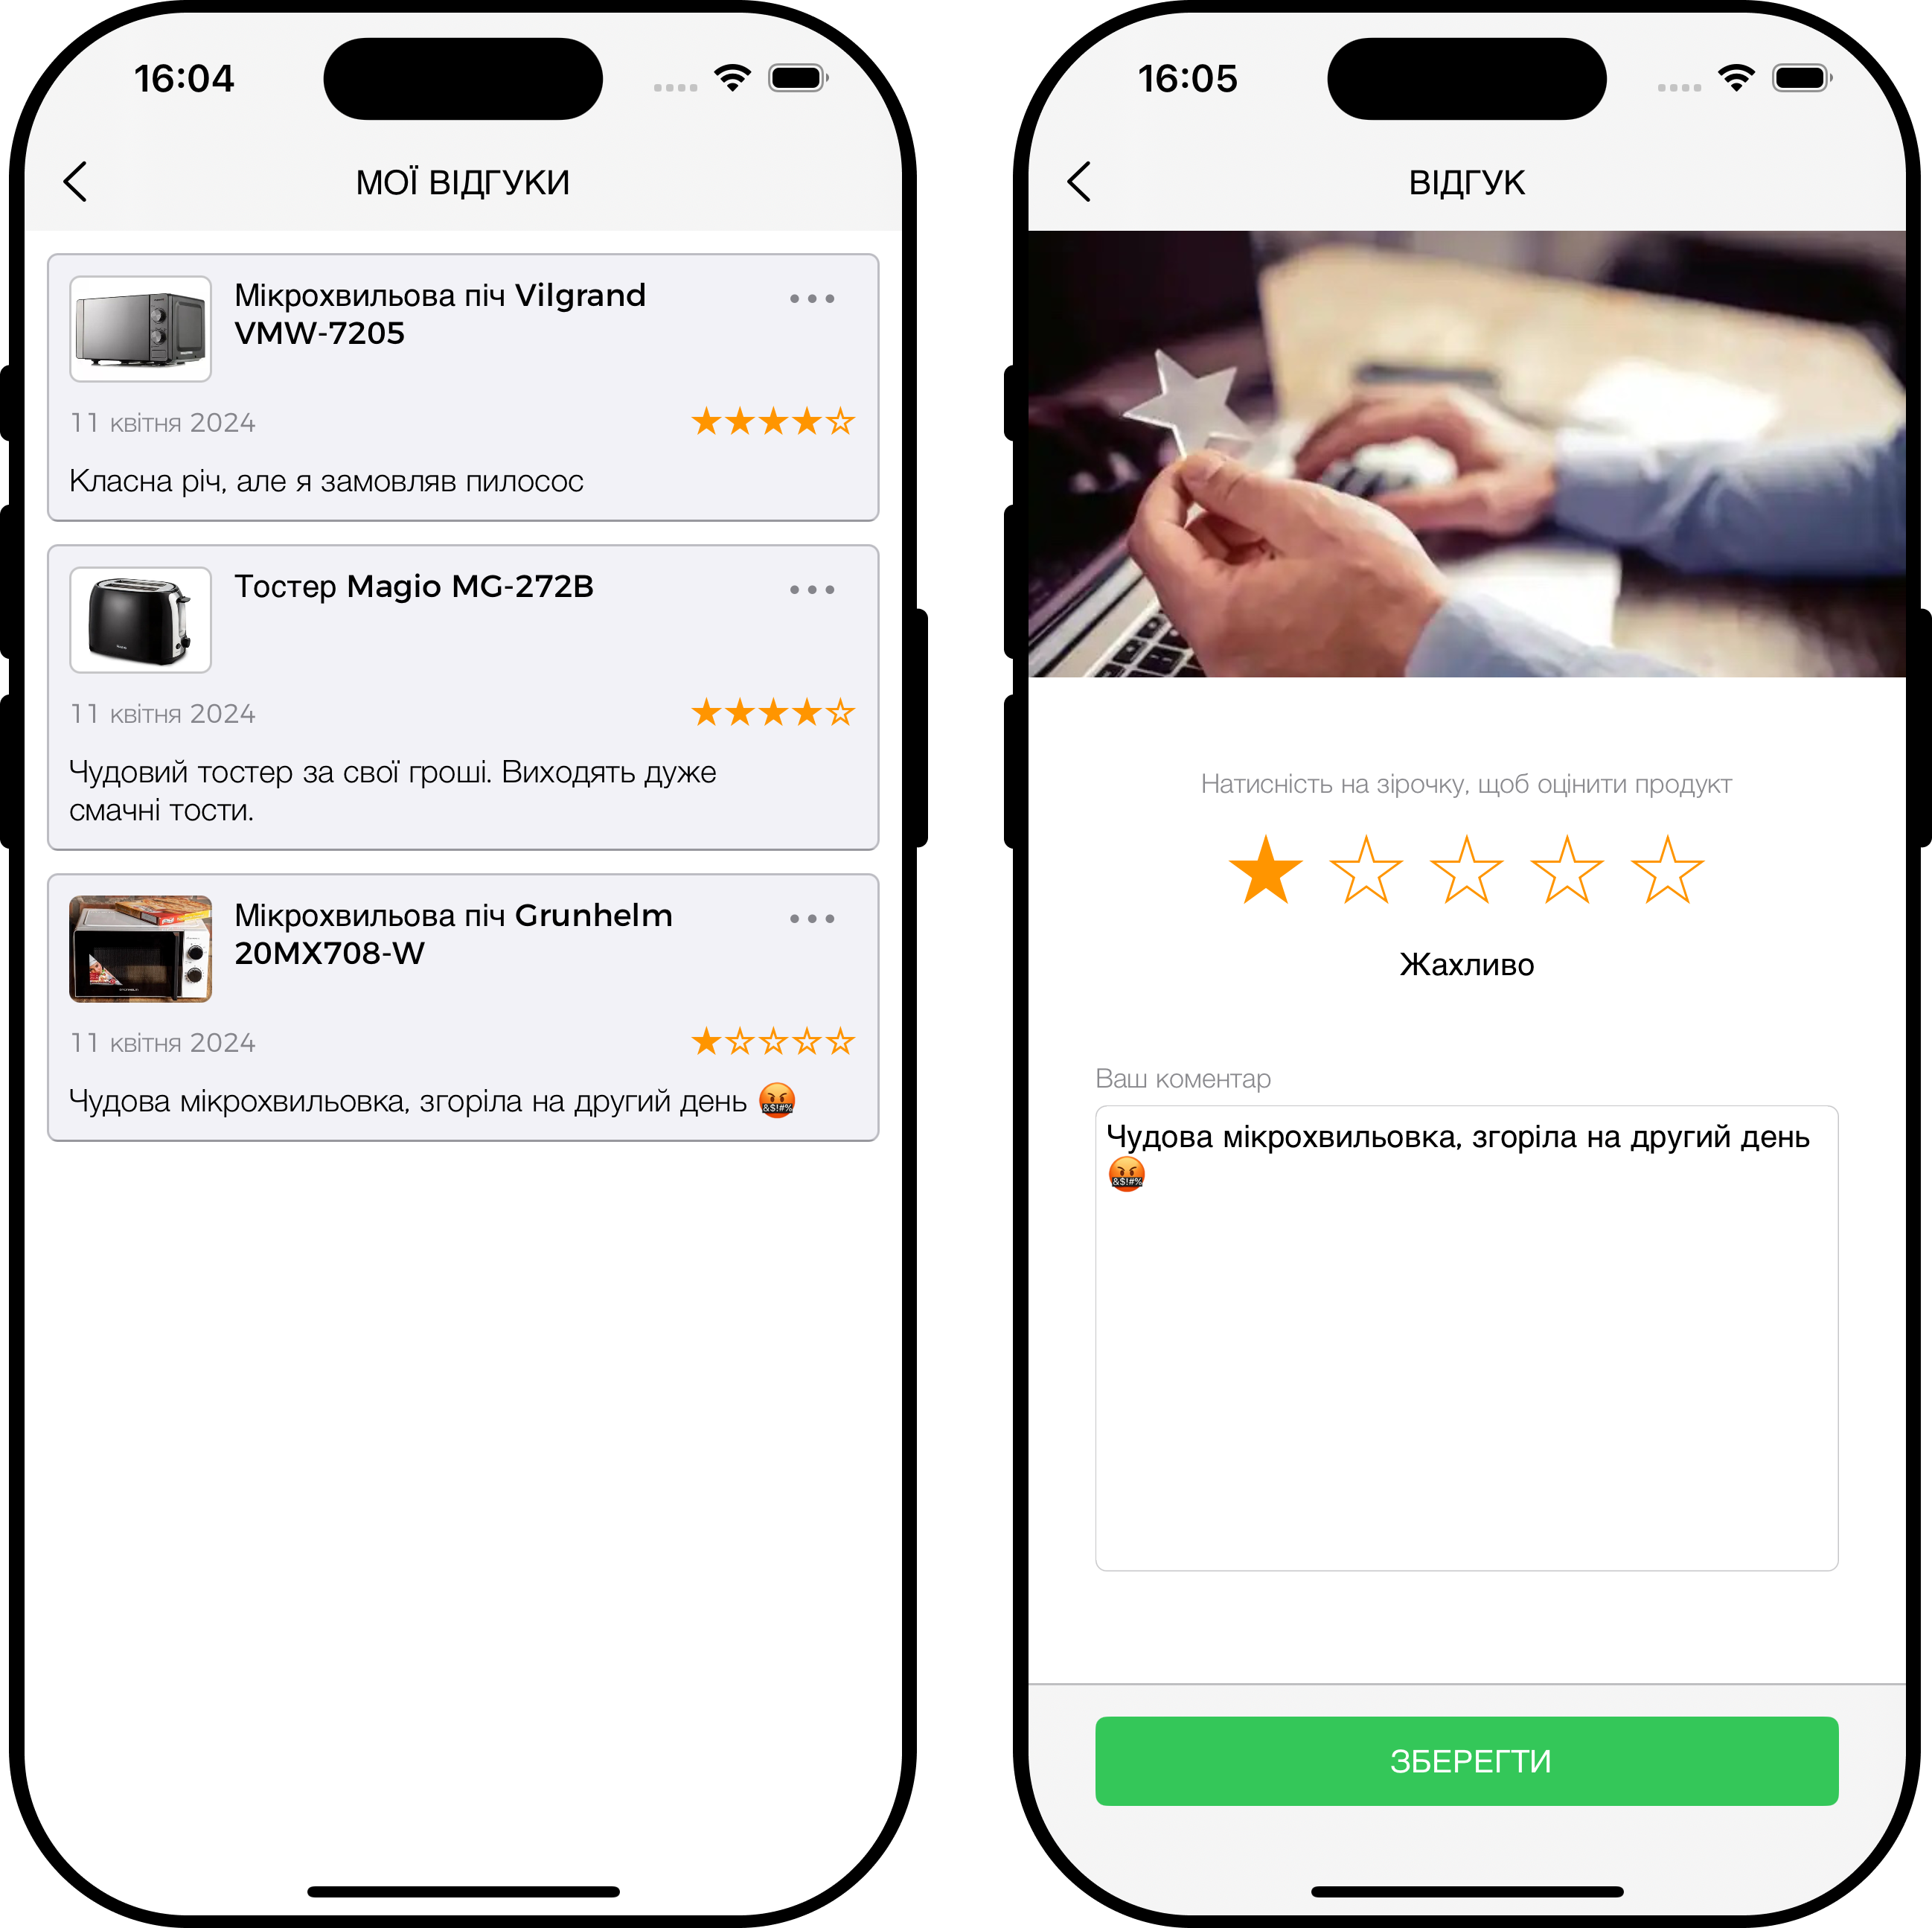 16:04
МОЇ ВІДГУКИ
Мікрохвильова піч Vilgrand
VMW-7205
11 квітня 2024
Класна річ, але я замовляв пилосос
Тостер Magio MG-272B
11 квітня 2024
Чудовий тостер за свої гроші. Виходять дуже
смачні тости.
Мікрохвильова піч Grunhelm
20MX708-W
11 квітня 2024
Чудова мікрохвильовка, згоріла на другий день 🤬
16:05
ВІДГУК
Натисність на зірочку, щоб оцінити продукт
Жахливо
Ваш коментар
Чудова мікрохвильовка, згоріла на другий день
🤬
ЗБЕРЕГТИ